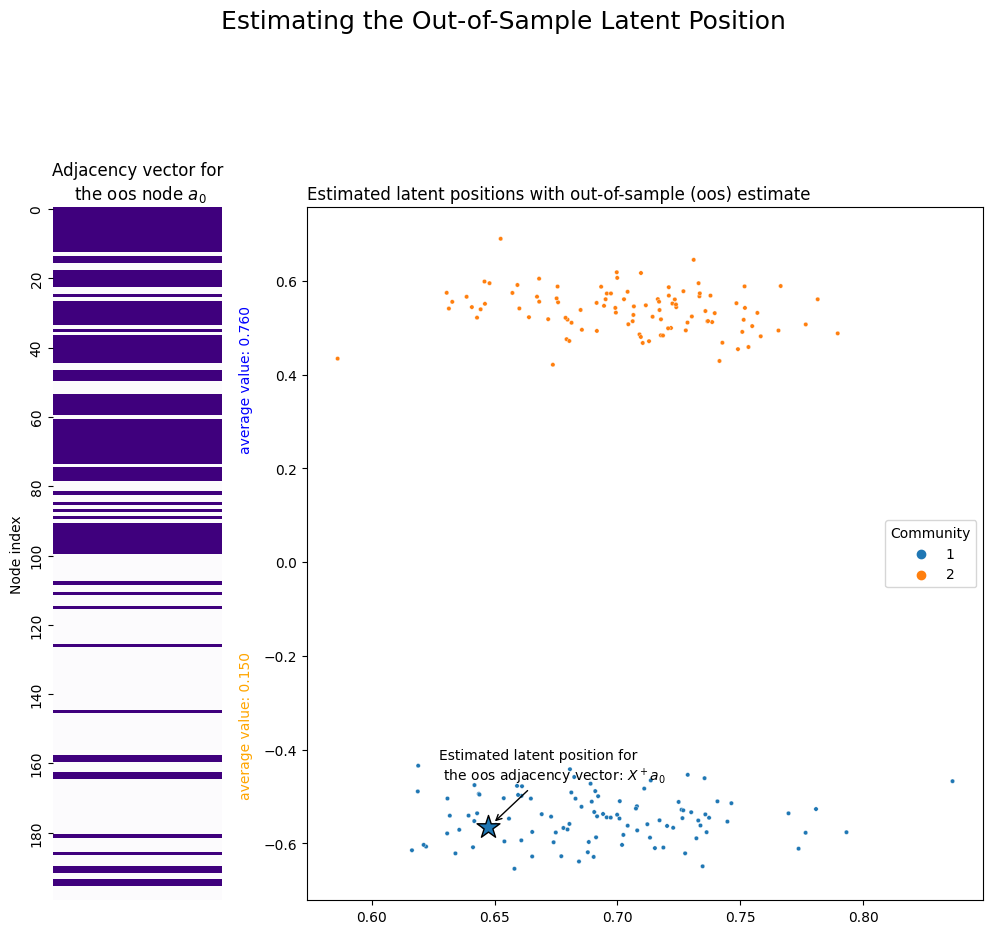 Estimating the Out-of-Sample Latent Position
Adjacency vector for
the oos node a₀
Node index
0
20
40
60
80
100
120
140
160
180
average value: 0.760
average value: 0.150
Estimated latent positions with out-of-sample (oos) estimate
0.6
0.4
0.2
0.0
−0.2
−0.4
−0.6
0.60
0.65
0.70
0.75
0.80
Estimated latent position for
the oos adjacency vector: X⁺a₀
Community
1
2